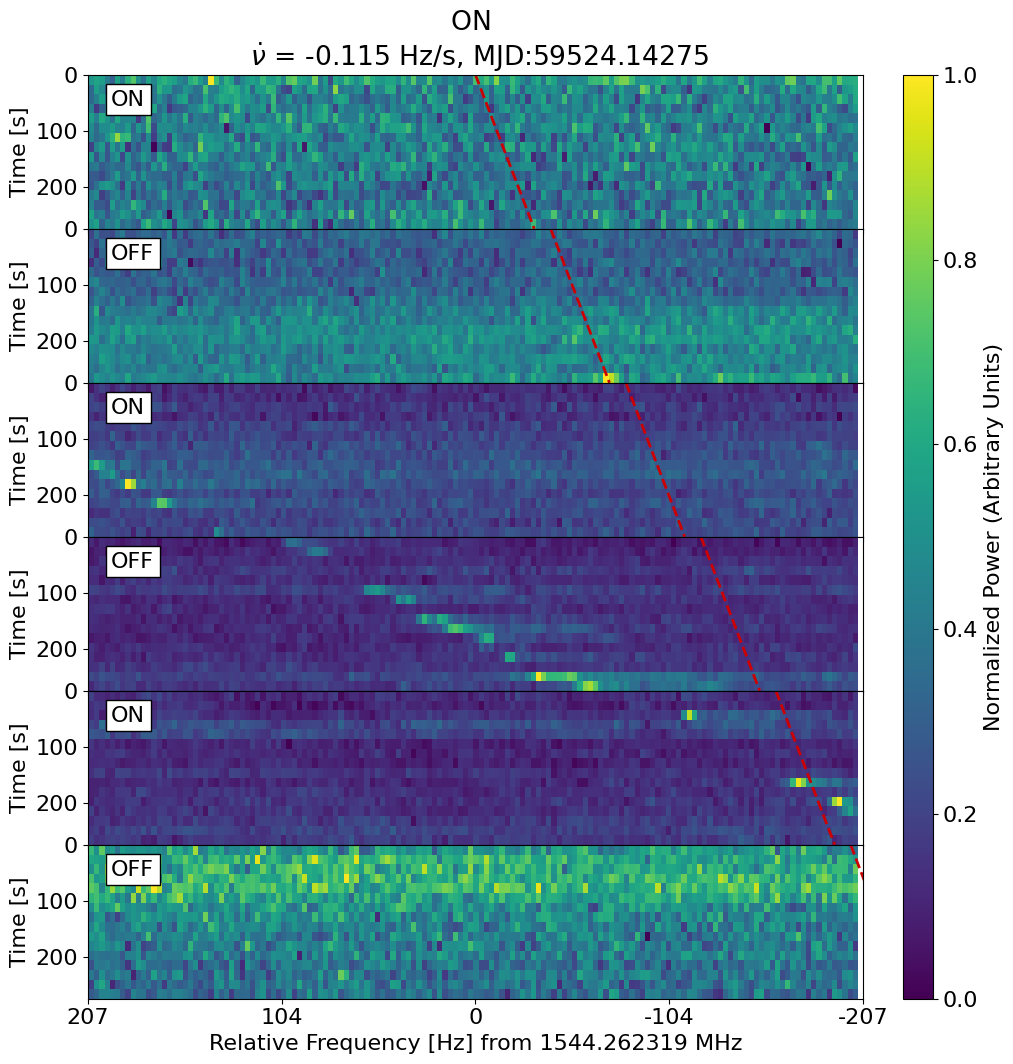 ON
ν̇ = -0.115 Hz/s, MJD:59524.14275
0
100
200
Time [s]
ON
0
100
200
Time [s]
OFF
0
100
200
Time [s]
ON
0
100
200
Time [s]
OFF
0
100
200
Time [s]
ON
0
100
200
Time [s]
OFF
207 104 0 -104 -207
Relative Frequency [Hz] from 1544.262319 MHz
1.0
0.8
0.6
0.4
0.2
0.0
Normalized Power (Arbitrary Units)